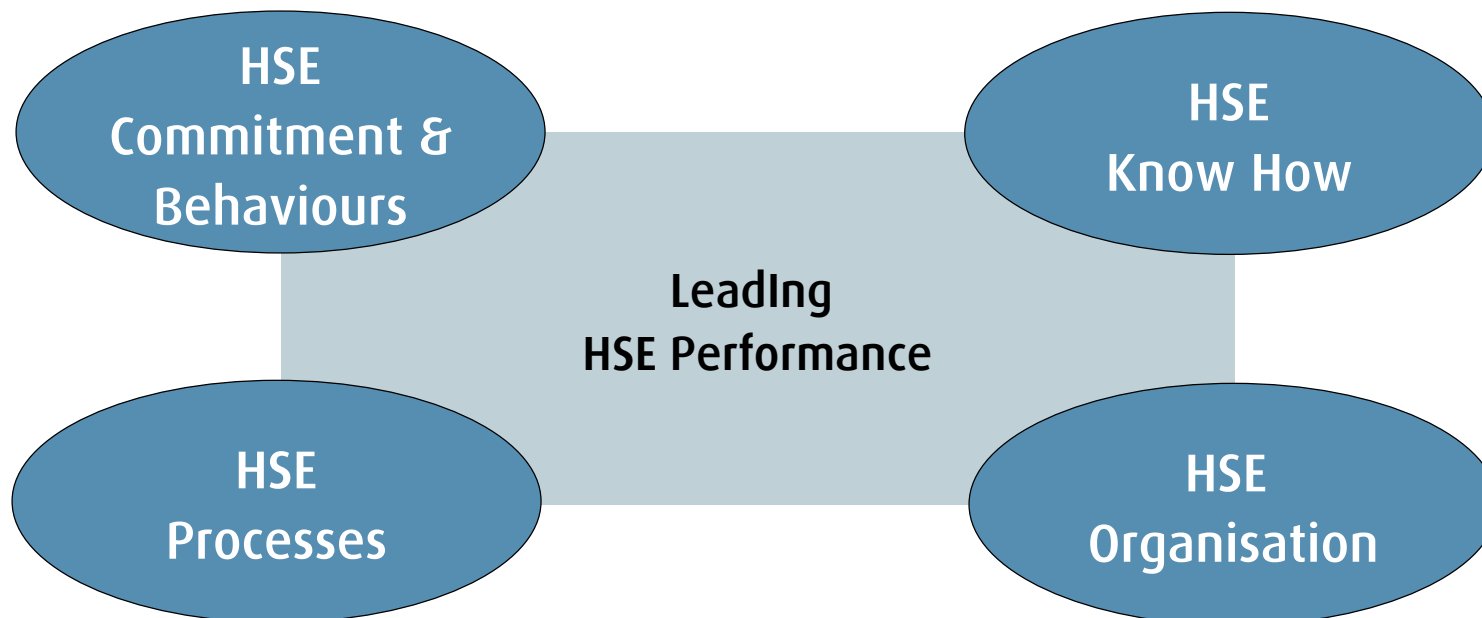 HSE
Commitment &
Behaviours
HSE
Know How
LeadIng
HSE Performance
HSE
Processes
HSE
Organisation